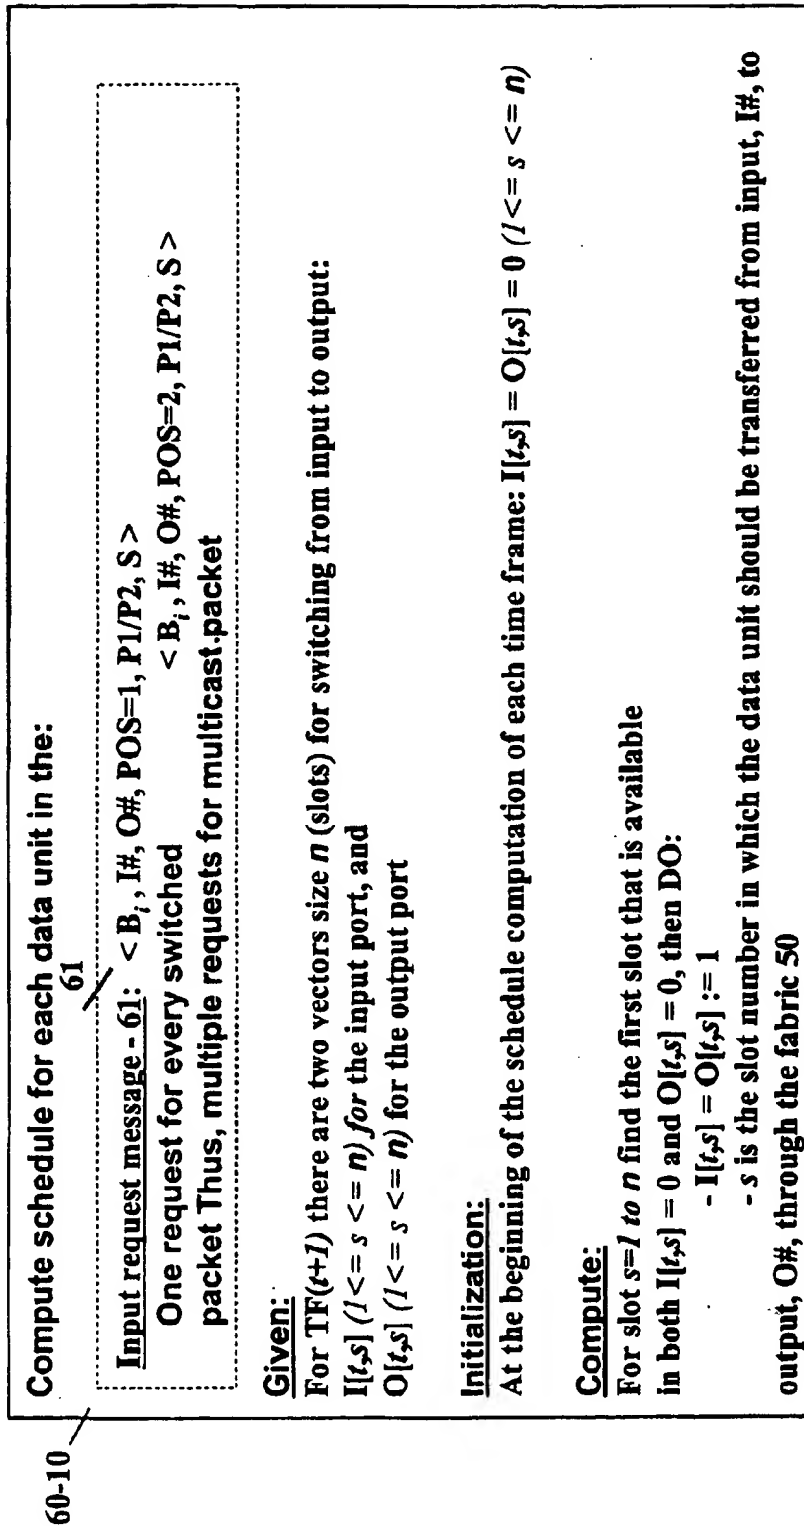 60-10
Compute schedule for each data unit in the:
61
Input request message - 61: < Bi , I#, O#, POS=1, P1/P2, S >
One request for every switched < Bi , I#, O#, POS=2, P1/P2, S >
packet Thus, multiple requests for multicast.packet
Given:
For TF(t+1) there are two vectors size n (slots) for switching from input to output:
I[t,s] (1<= s <= n) for the input port, and
O[t,s] (1<= s <= n) for the output port
Initialization:
At the beginning of the schedule computation of each time frame: I[t,s] = O[t,s] = 0 (1<= s <= n)
Compute:
For slot s=1 to n find the first slot that is available
in both I[t,s] = 0 and O[t,s] = 0, then DO:
- I[t,s] = O[t,s] := 1
- s is the slot number in which the data unit should be transferred from input, I#, to
output, O#, through the fabric 50